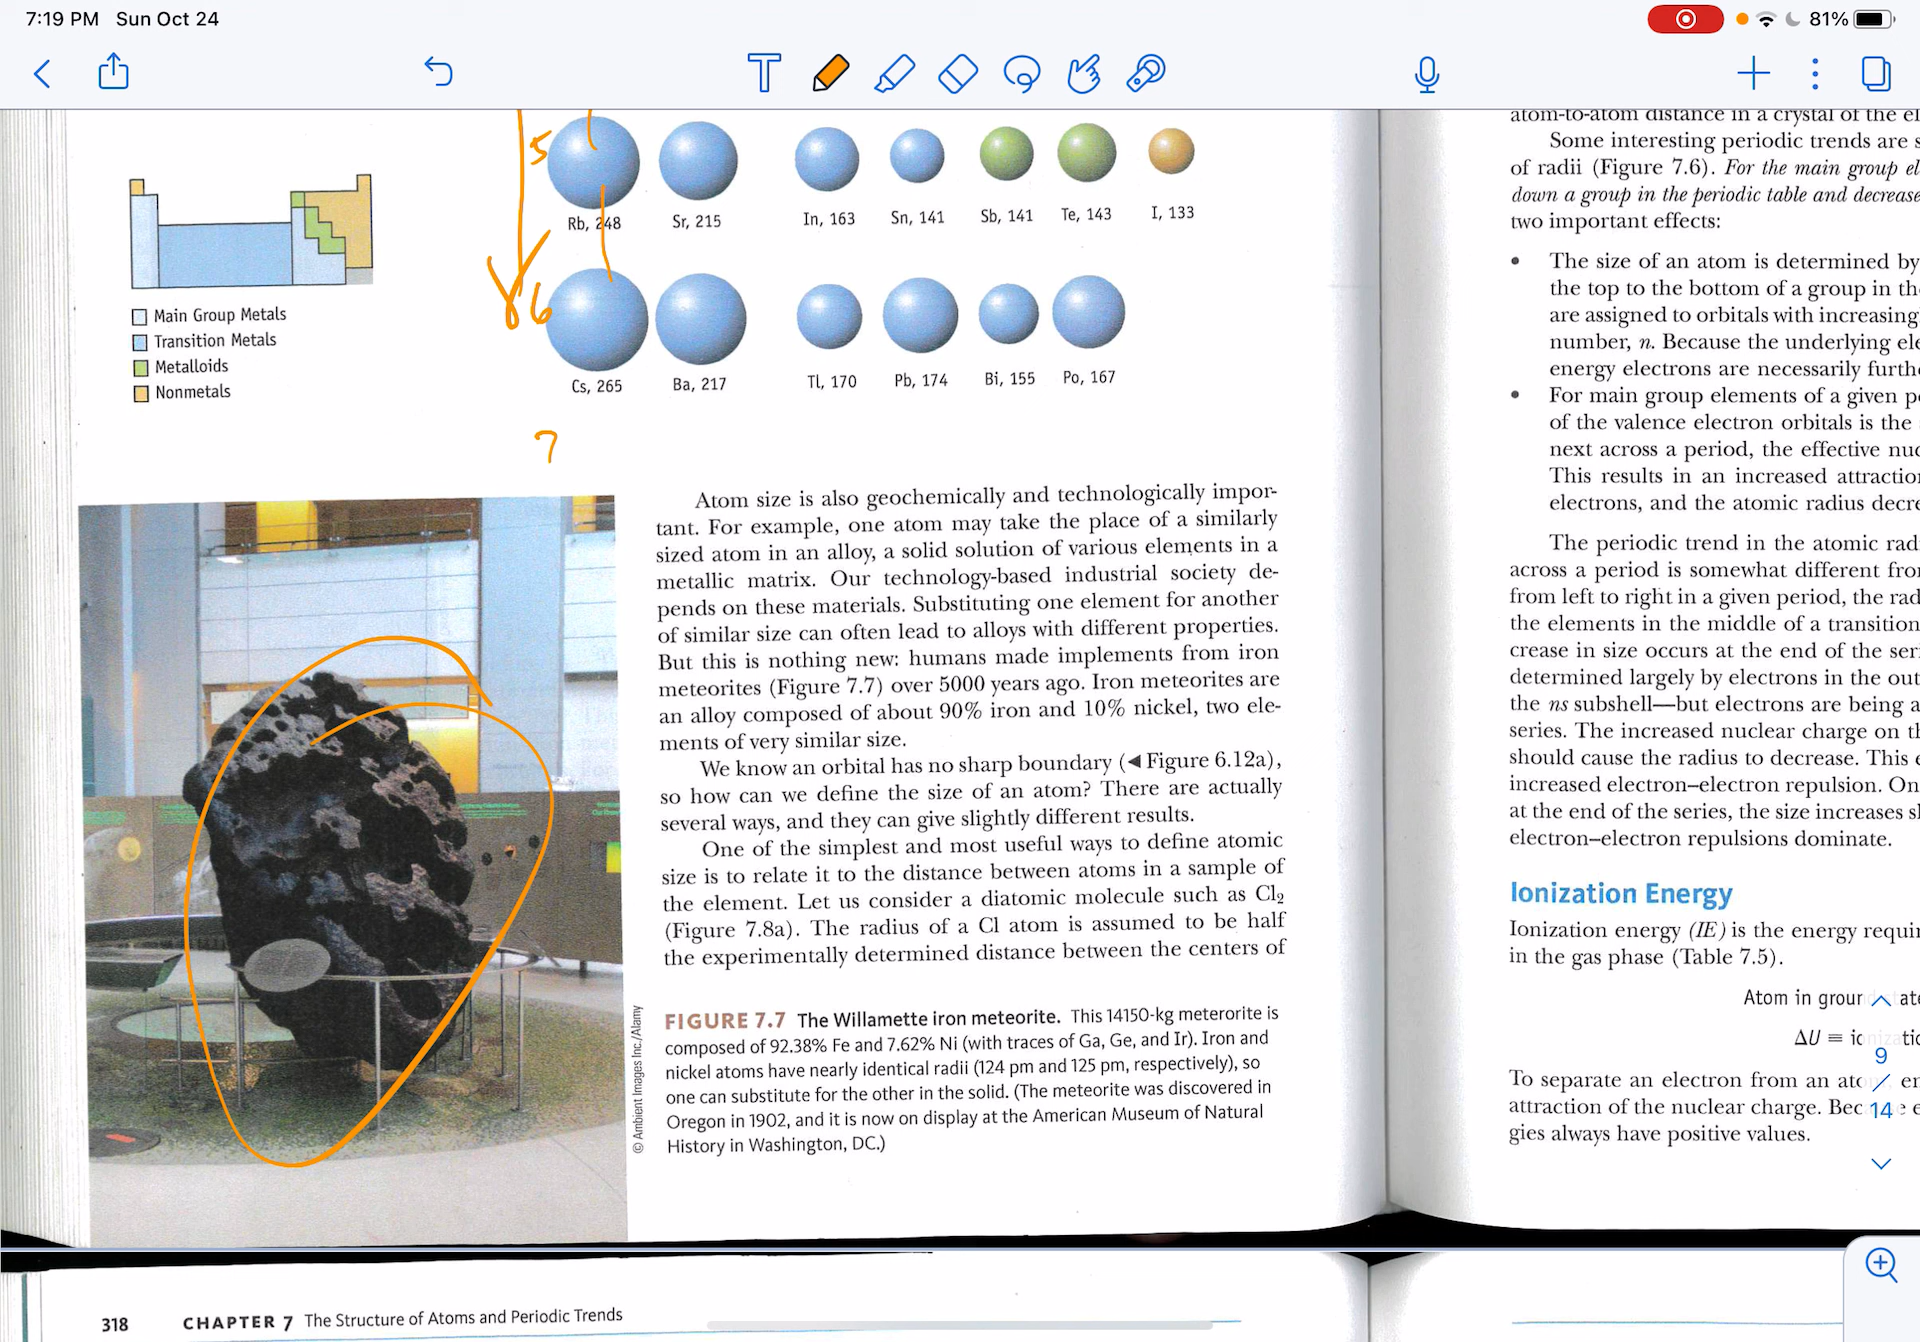 7:19 PM Sun Oct 24
81%
5
Rb, 248 Sr, 215 In, 163 Sn, 141 Sb, 141 Te, 143 I, 133
6
Cs, 265 Ba, 217 Tl, 170 Pb, 174 Bi, 155 Po, 167
7
Main Group Metals
Transition Metals
Metalloids
Nonmetals
Atom size is also geochemically and technologically impor-
tant. For example, one atom may take the place of a similarly
sized atom in an alloy, a solid solution of various elements in a
metallic matrix. Our technology-based industrial society de-
pends on these materials. Substituting one element for another
of similar size can often lead to alloys with different properties.
But this is nothing new: humans made implements from iron
meteorites (Figure 7.7) over 5000 years ago. Iron meteorites are
an alloy composed of about 90% iron and 10% nickel, two ele-
ments of very similar size.
We know an orbital has no sharp boundary (◄ Figure 6.12a),
so how can we define the size of an atom? There are actually
several ways, and they can give slightly different results.
One of the simplest and most useful ways to define atomic
size is to relate it to the distance between atoms in a sample of
the element. Let us consider a diatomic molecule such as Cl₂
(Figure 7.8a). The radius of a Cl atom is assumed to be half
the experimentally determined distance between the centers of
© Ambient Images Inc./Alamy
FIGURE 7.7 The Willamette iron meteorite. This 14150-kg meterorite is
composed of 92.38% Fe and 7.62% Ni (with traces of Ga, Ge, and Ir). Iron and
nickel atoms have nearly identical radii (124 pm and 125 pm, respectively), so
one can substitute for the other in the solid. (The meteorite was discovered in
Oregon in 1902, and it is now on display at the American Museum of Natural
History in Washington, DC.)
318 CHAPTER 7 The Structure of Atoms and Periodic Trends
atom-to-atom distance in a crystal of the
Some interesting periodic trends are
of radii (Figure 7.6). For the main group
down a group in the periodic table and decrease
two important effects:
• The size of an atom is determined by
the top to the bottom of a group in
are assigned to orbitals with increasing
number, n. Because the underlying
energy electrons are necessarily
• For main group elements of a given
of the valence electron orbitals is the
next across a period, the effective
This results in an increased
electrons, and the atomic radius
The periodic trend in the atomic
across a period is somewhat different
from left to right in a given period, the
the elements in the middle of a transition
crease in size occurs at the end of the
determined largely by electrons in the
the ns subshell—but electrons are being
series. The increased nuclear charge on
should cause the radius to decrease. This
increased electron–electron repulsion.
at the end of the series, the size increases
electron–electron repulsions dominate.
Ionization Energy
Ionization energy (IE) is the energy
in the gas phase (Table 7.5).
Atom in
ΔU ≡
To separate an electron from an
attraction of the nuclear charge.
gies always have positive values.
9
/
14